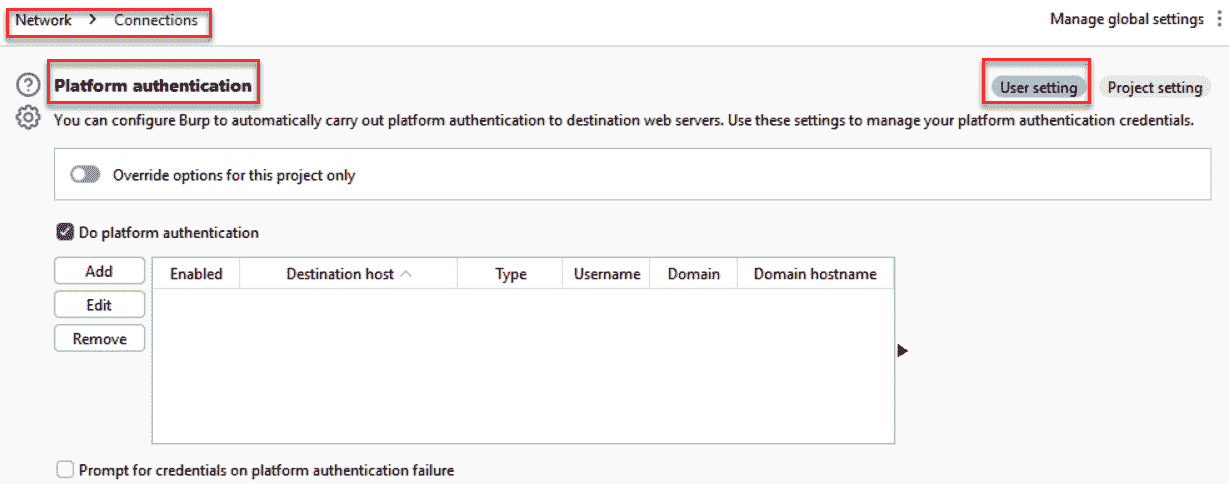 Network > Connections
Manage global settings
Platform authentication
User setting
Project setting
You can configure Burp to automatically carry out platform authentication to destination web servers. Use these settings to manage your platform authentication credentials.
Override options for this project only
Do platform authentication
Add
Enabled Destination host Type Username Domain Domain hostname
Edit
Remove
Prompt for credentials on platform authentication failure